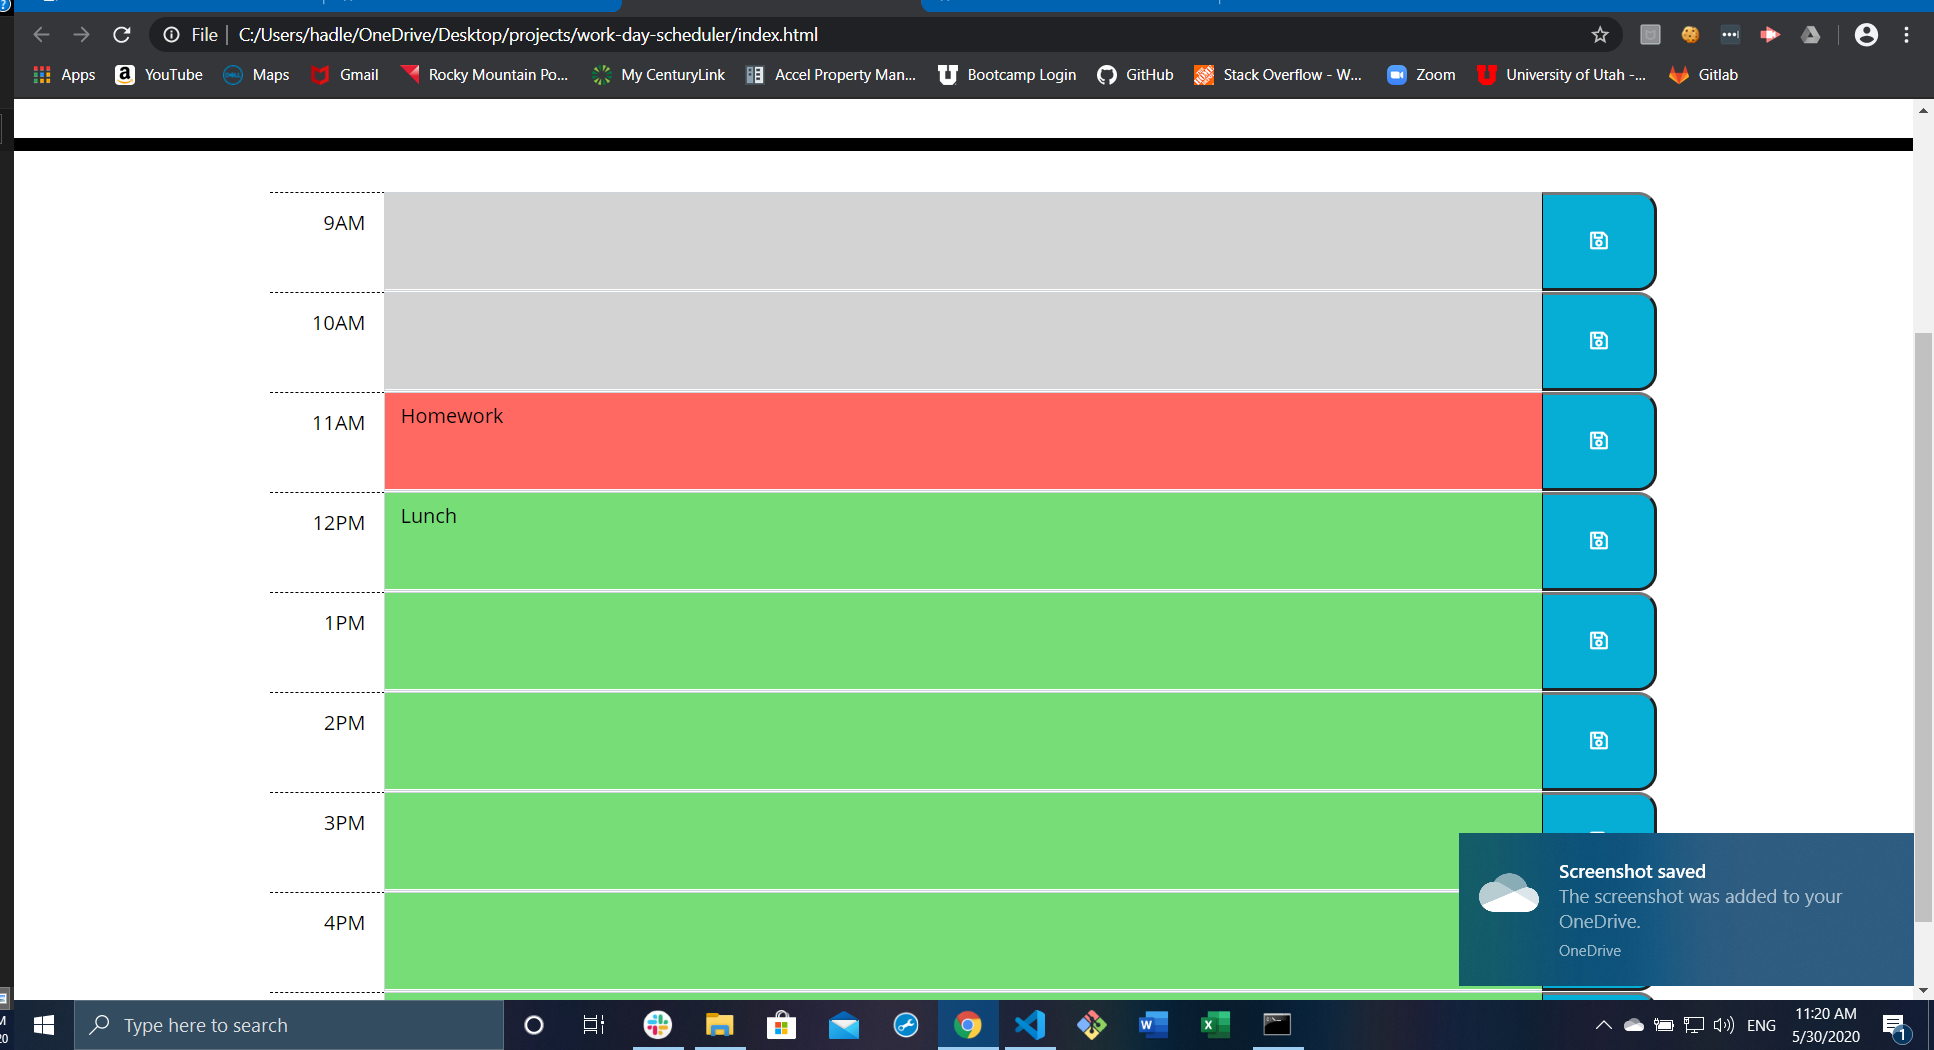 File
C:/Users/hadle/OneDrive/Desktop/projects/work-day-scheduler/index.html
Apps
YouTube
Maps
Gmail
Rocky Mountain Po...
My CenturyLink
Accel Property Man...
Bootcamp Login
GitHub
Stack Overflow - W...
Zoom
University of Utah -...
Gitlab
9AM
10AM
11AM
Homework
12PM
Lunch
1PM
2PM
3PM
4PM
Screenshot saved
The screenshot was added to your
OneDrive.
OneDrive
Type here to search
ENG
11:20 AM
5/30/2020
1